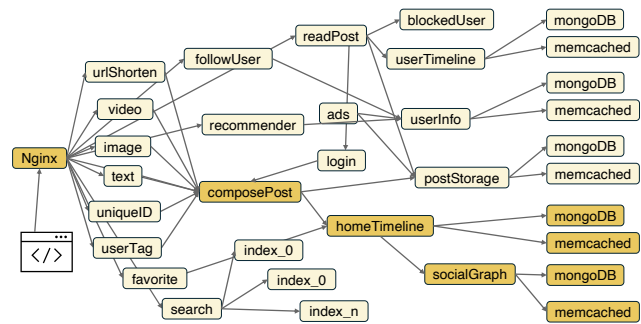 blockedUser
mongoDB
readPost
followUser
userTimeline
memcached
urlShorten
mongoDB
video
ads
userInfo
memcached
recommender
image
mongoDB
Nginx
login
text
postStorage
memcached
composePost
uniqueID
mongoDB
homeTimeline
userTag
index_0
memcached
</>
favorite
index_0
socialGraph
mongoDB
search
index_n
memcached